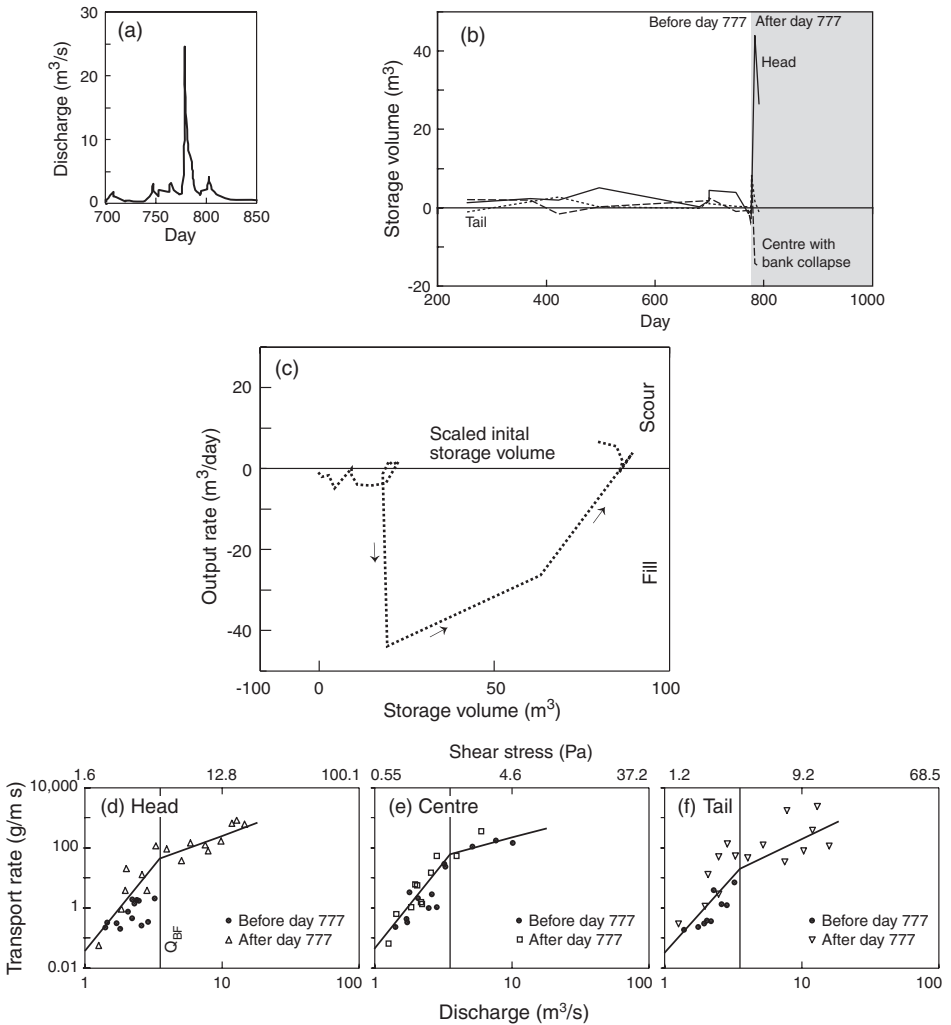 (a)
Discharge (m³/s)
30
20
10
0
700 750 800 850
Day
(b)
Before day 777 After day 777
Storage volume (m³)
40
20
0
-20
Head
Tail
Centre with
bank collapse
200 400 600 800 1000
Day
(c)
Output rate (m³/day)
20
0
-20
-40
Scaled inital
storage volume
Scour
Fill
-100 0 50 100
Storage volume (m³)
Shear stress (Pa)
1.6 12.8 100.1 0.55 4.6 37.2 1.2 9.2 68.5
Transport rate (g/m s)
10,000
100
1
0.01
(d) Head
Before day 777
After day 777
Q_BF
1 10 100
(e) Centre
Before day 777
After day 777
1 10 100
(f) Tail
Before day 777
After day 777
1 10 100
Discharge (m³/s)